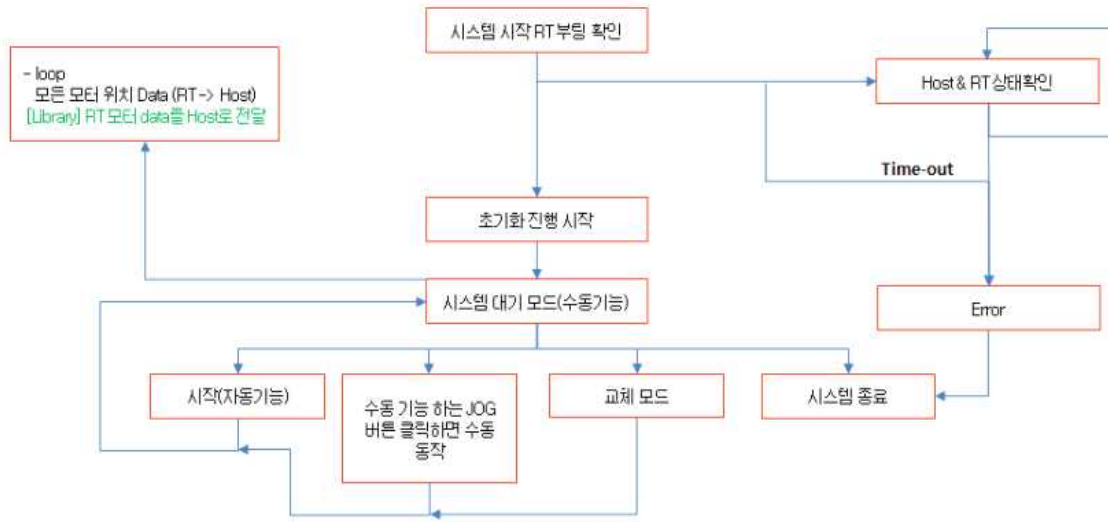 시스템 시작 RT 부팅 확인
- loop
모든 모터 위치 Data (RT -> Host)
[Library] RT 모터 data를 Host로 전달
Host & RT 상태확인
Time-out
초기화 진행 시작
시스템 대기 모드(수동기능)
Error
시작(자동기능)
수동 기능 하는 JOG
버튼 클릭하면 수동
동작
교체 모드
시스템 종료